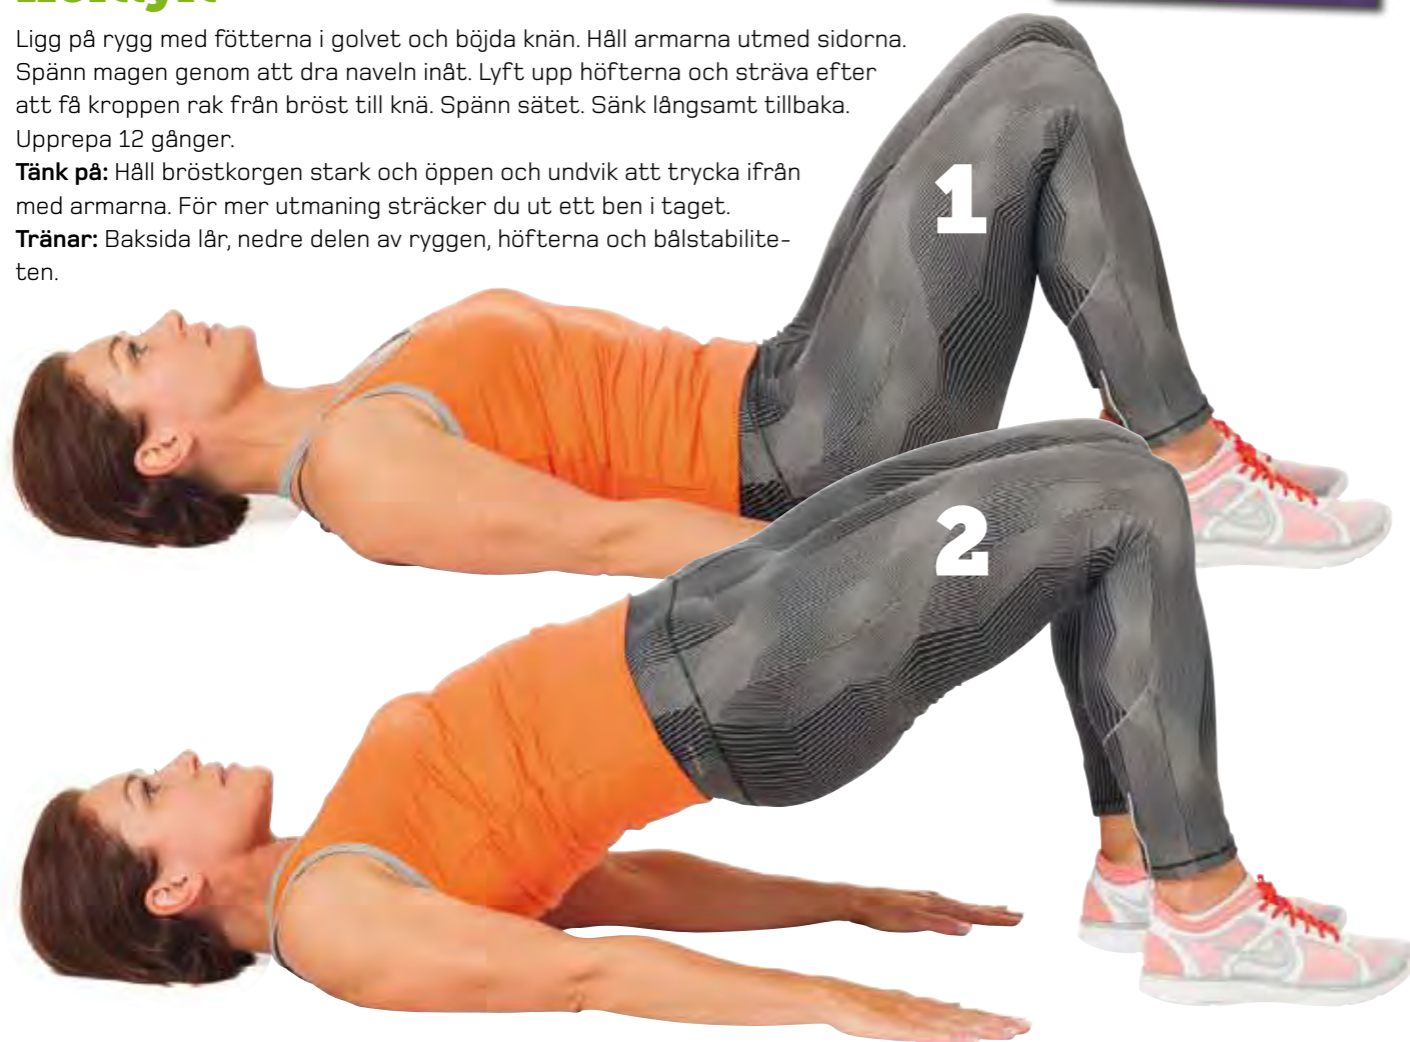 Höftlyft
Ligg på rygg med fötterna i golvet och böjda knän. Håll armarna utmed sidorna.
Spänn magen genom att dra naveln inåt. Lyft upp höfterna och sträva efter
att få kroppen rak från bröst till knä. Spänn sätet. Sänk långsamt tillbaka.
Upprepa 12 gånger.
Tänk på: Håll bröstkorgen stark och öppen och undvik att trycka ifrån
med armarna. För mer utmaning sträcker du ut ett ben i taget.
Tränar: Baksida lår, nedre delen av ryggen, höfterna och bålstabilite-
ten.
1
2